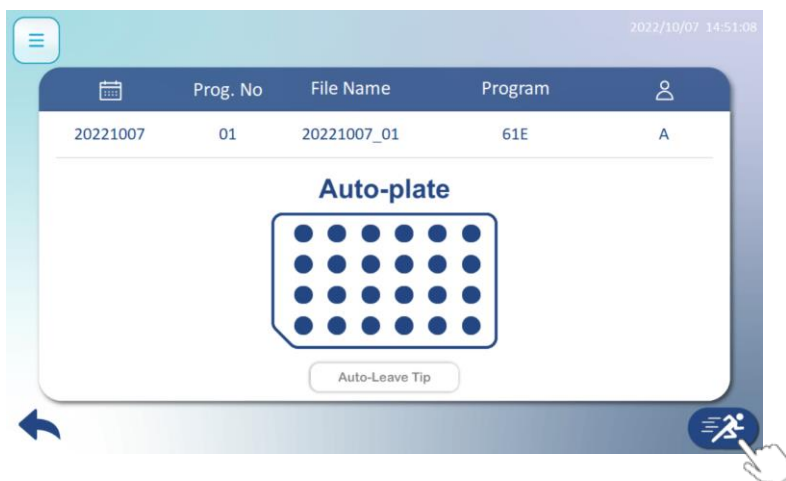 2022/10/07 14:51:08
Prog. No File Name Program
20221007 01 20221007_01 61E A
Auto-plate
Auto-Leave Tip